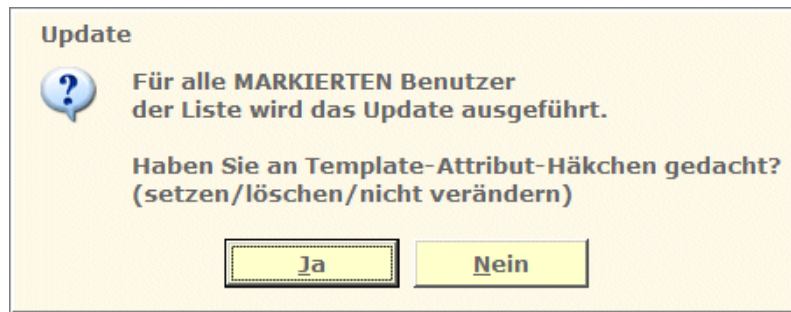 Update
Für alle MARKIERTEN Benutzer
der Liste wird das Update ausgeführt.
Haben Sie an Template-Attribut-Häkchen gedacht?
(setzen/löschen/nicht verändern)
Ja
Nein